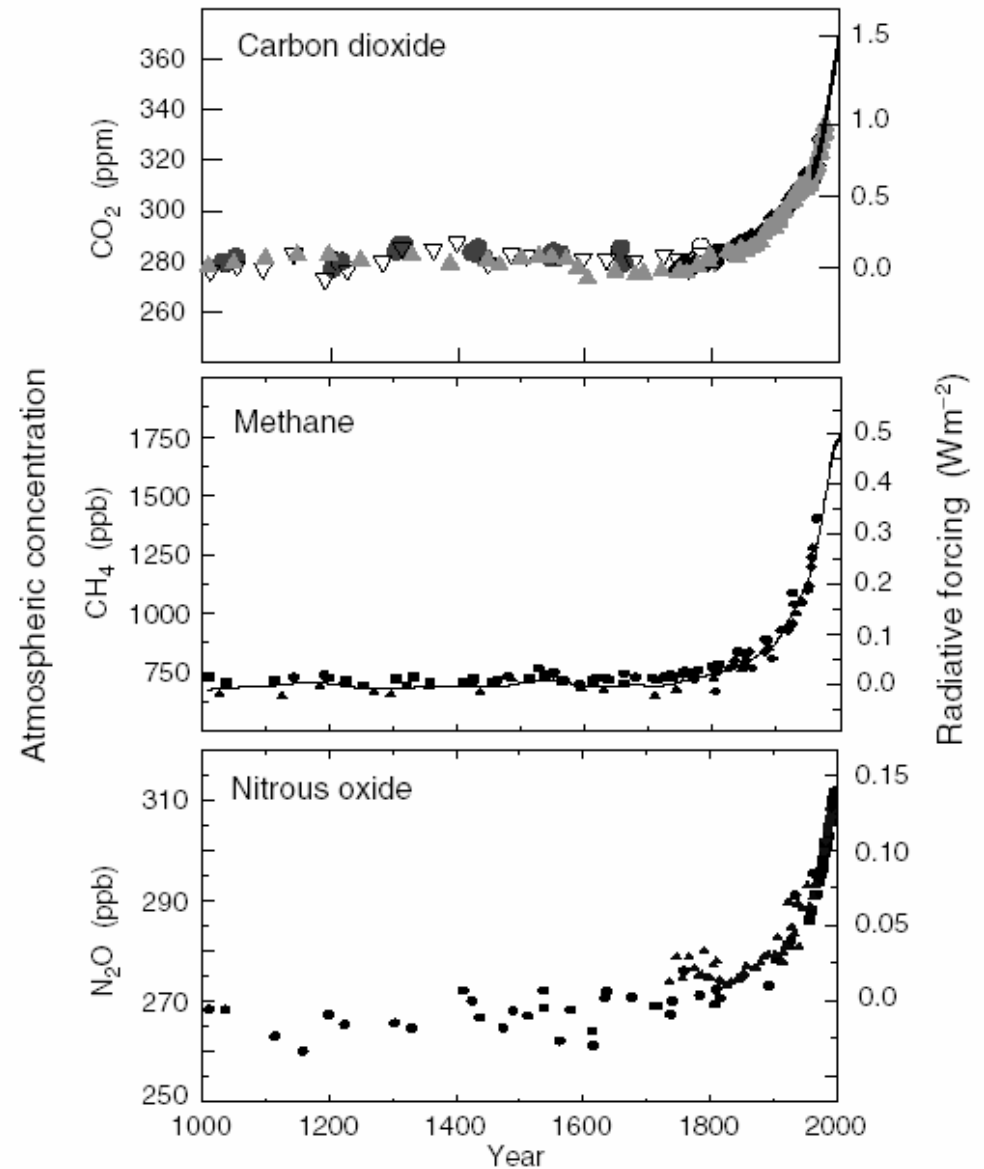 Carbon dioxide
360
340
320
300
280
260
CO2 (ppm)
1.5
1.0
0.5
0.0
Methane
1750
1500
1250
1000
750
CH4 (ppb)
0.5
0.4
0.3
0.2
0.1
0.0
Atmospheric concentration
Radiative forcing (Wm−2)
Nitrous oxide
310
290
270
250
N2O (ppb)
0.15
0.10
0.05
0.0
1000 1200 1400 1600 1800 2000
Year